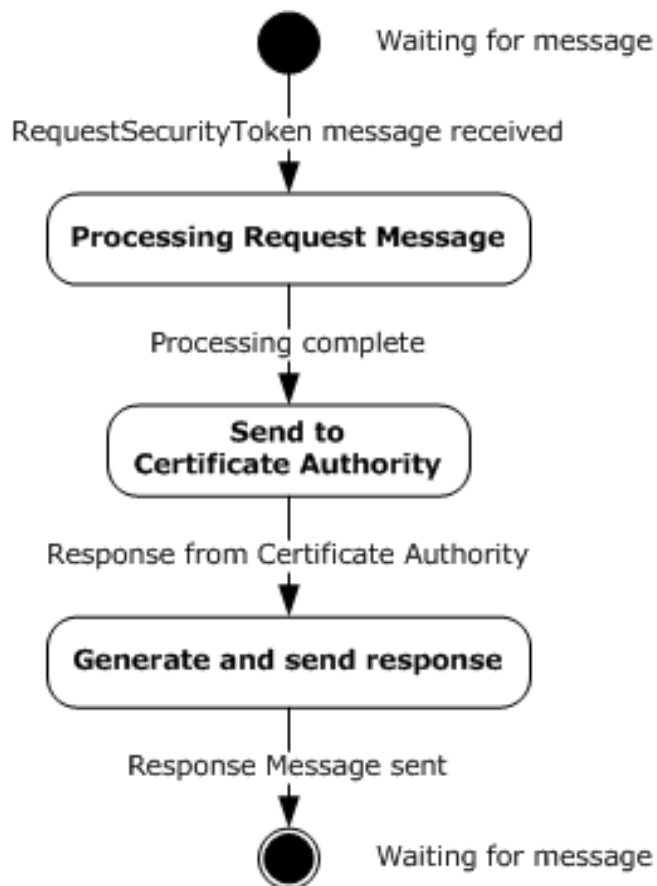 Waiting for message
RequestSecurityToken message received
Processing Request Message
Processing complete
Send to
Certificate Authority
Response from Certificate Authority
Generate and send response
Response Message sent
Waiting for message